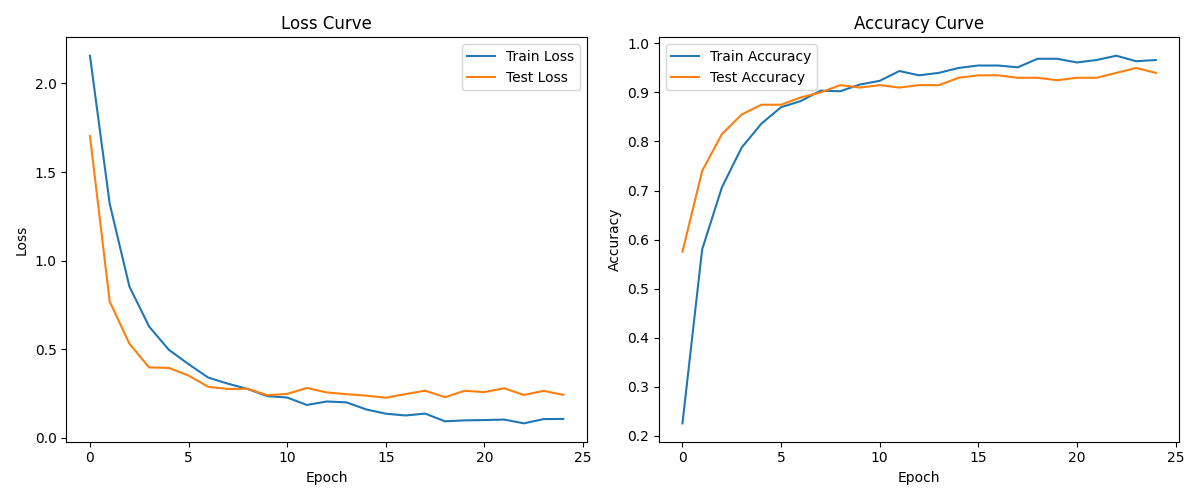 Loss Curve
Train Loss
Test Loss
2.0
1.5
1.0
0.5
0.0
Loss
0 5 10 15 20 25
Epoch
Accuracy Curve
Train Accuracy
Test Accuracy
1.0
0.9
0.8
0.7
0.6
0.5
0.4
0.3
0.2
Accuracy
0 5 10 15 20 25
Epoch